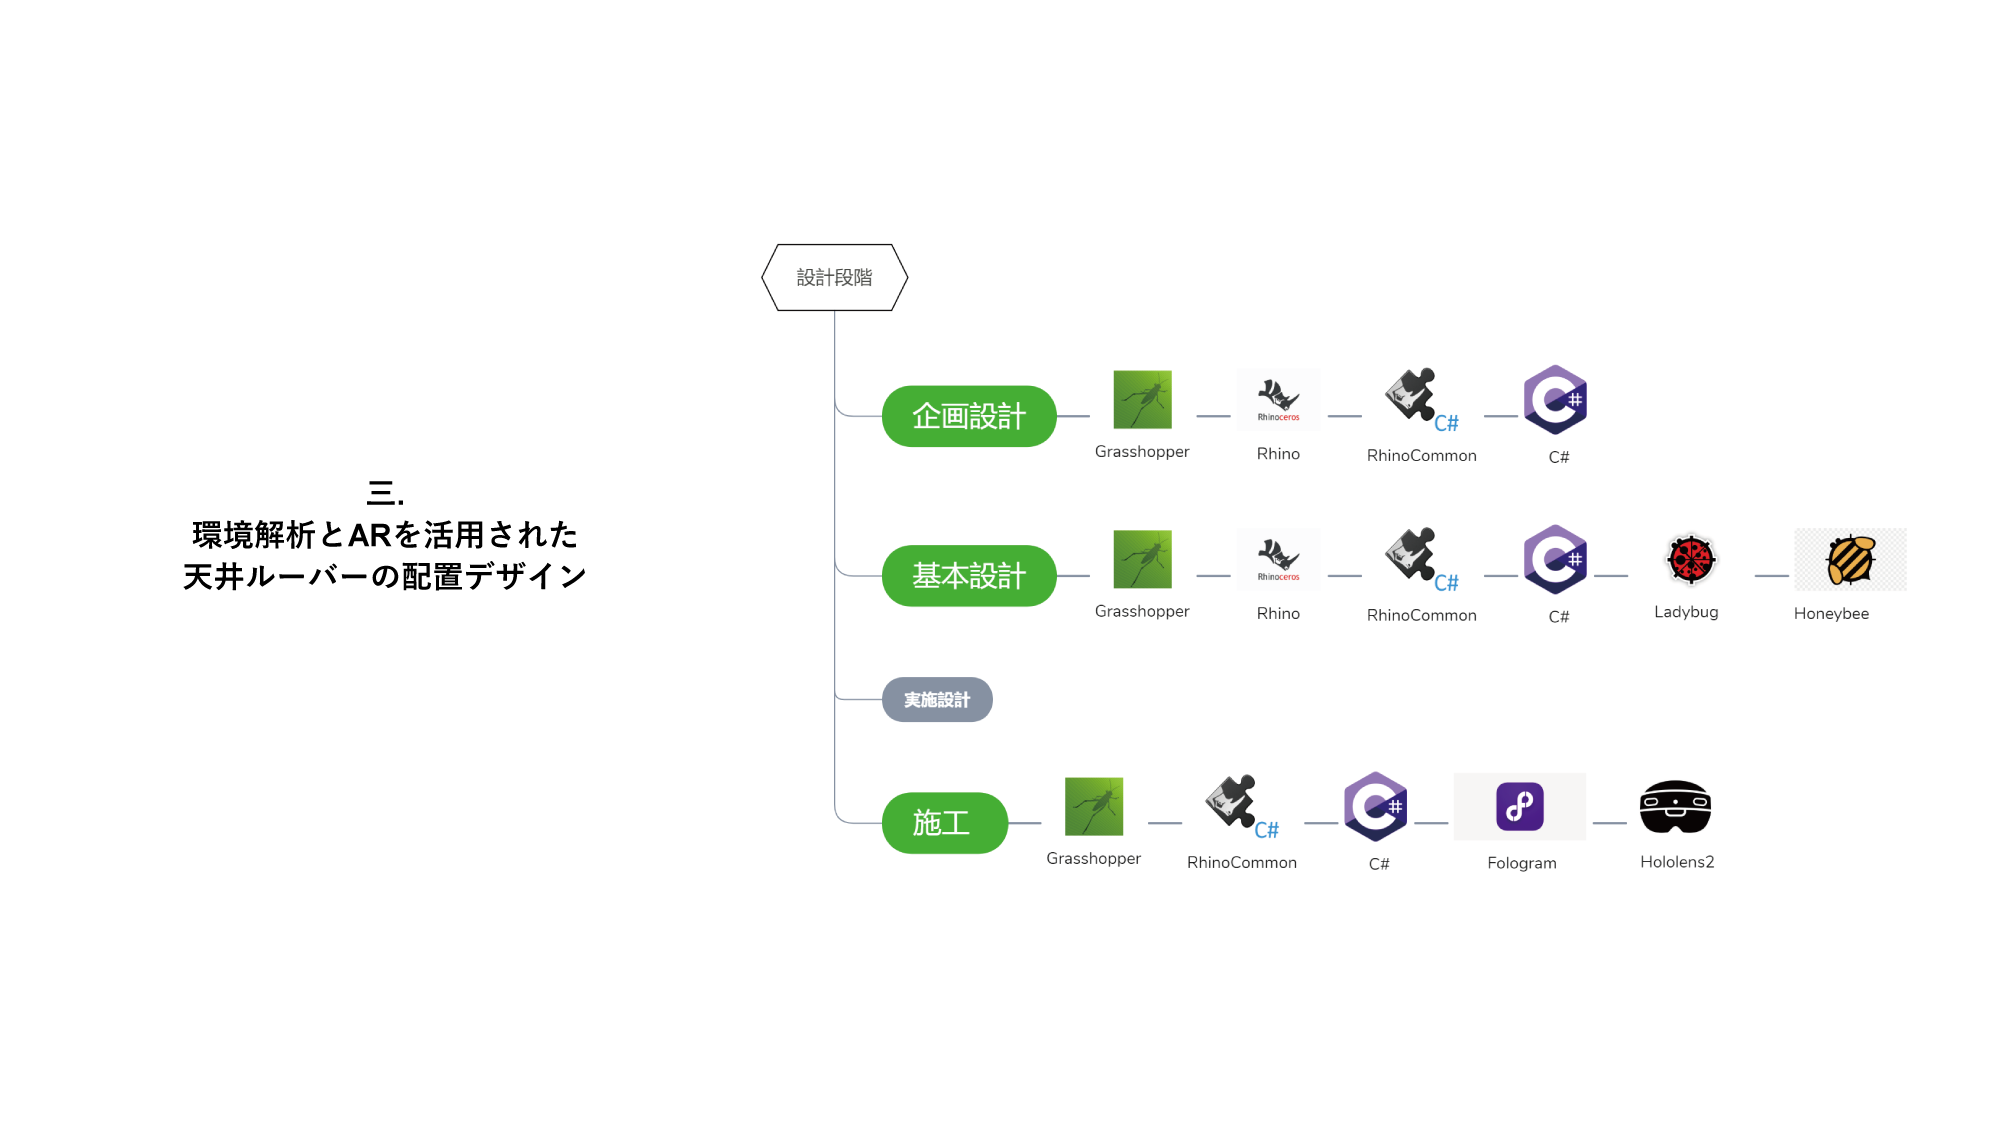 三.
環境解析とARを活用された
天井ルーバーの配置デザイン
設計段階
企画設計
Rhinoceros
C#
C#
Grasshopper
Rhino
RhinoCommon
C#
基本設計
Rhinoceros
C#
C#
Grasshopper
Rhino
RhinoCommon
C#
Ladybug
Honeybee
実施設計
施工
C#
C#
Grasshopper
RhinoCommon
C#
Fologram
Hololens2